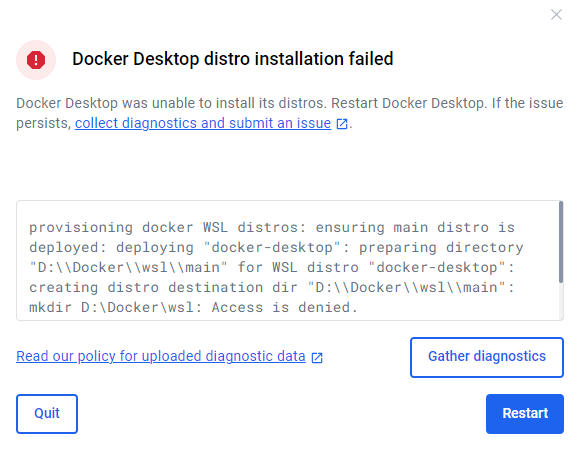 Docker Desktop distro installation failed
Docker Desktop was unable to install its distros. Restart Docker Desktop. If the issue
persists, collect diagnostics and submit an issue.
provisioning docker WSL distros: ensuring main distro is
deployed: deploying "docker-desktop": preparing directory
"D:\\Docker\\wsl\\main" for WSL distro "docker-desktop":
creating distro destination dir "D:\\Docker\\wsl\\main":
mkdir D:\Docker\wsl: Access is denied.
Read our policy for uploaded diagnostic data
Gather diagnostics
Quit
Restart